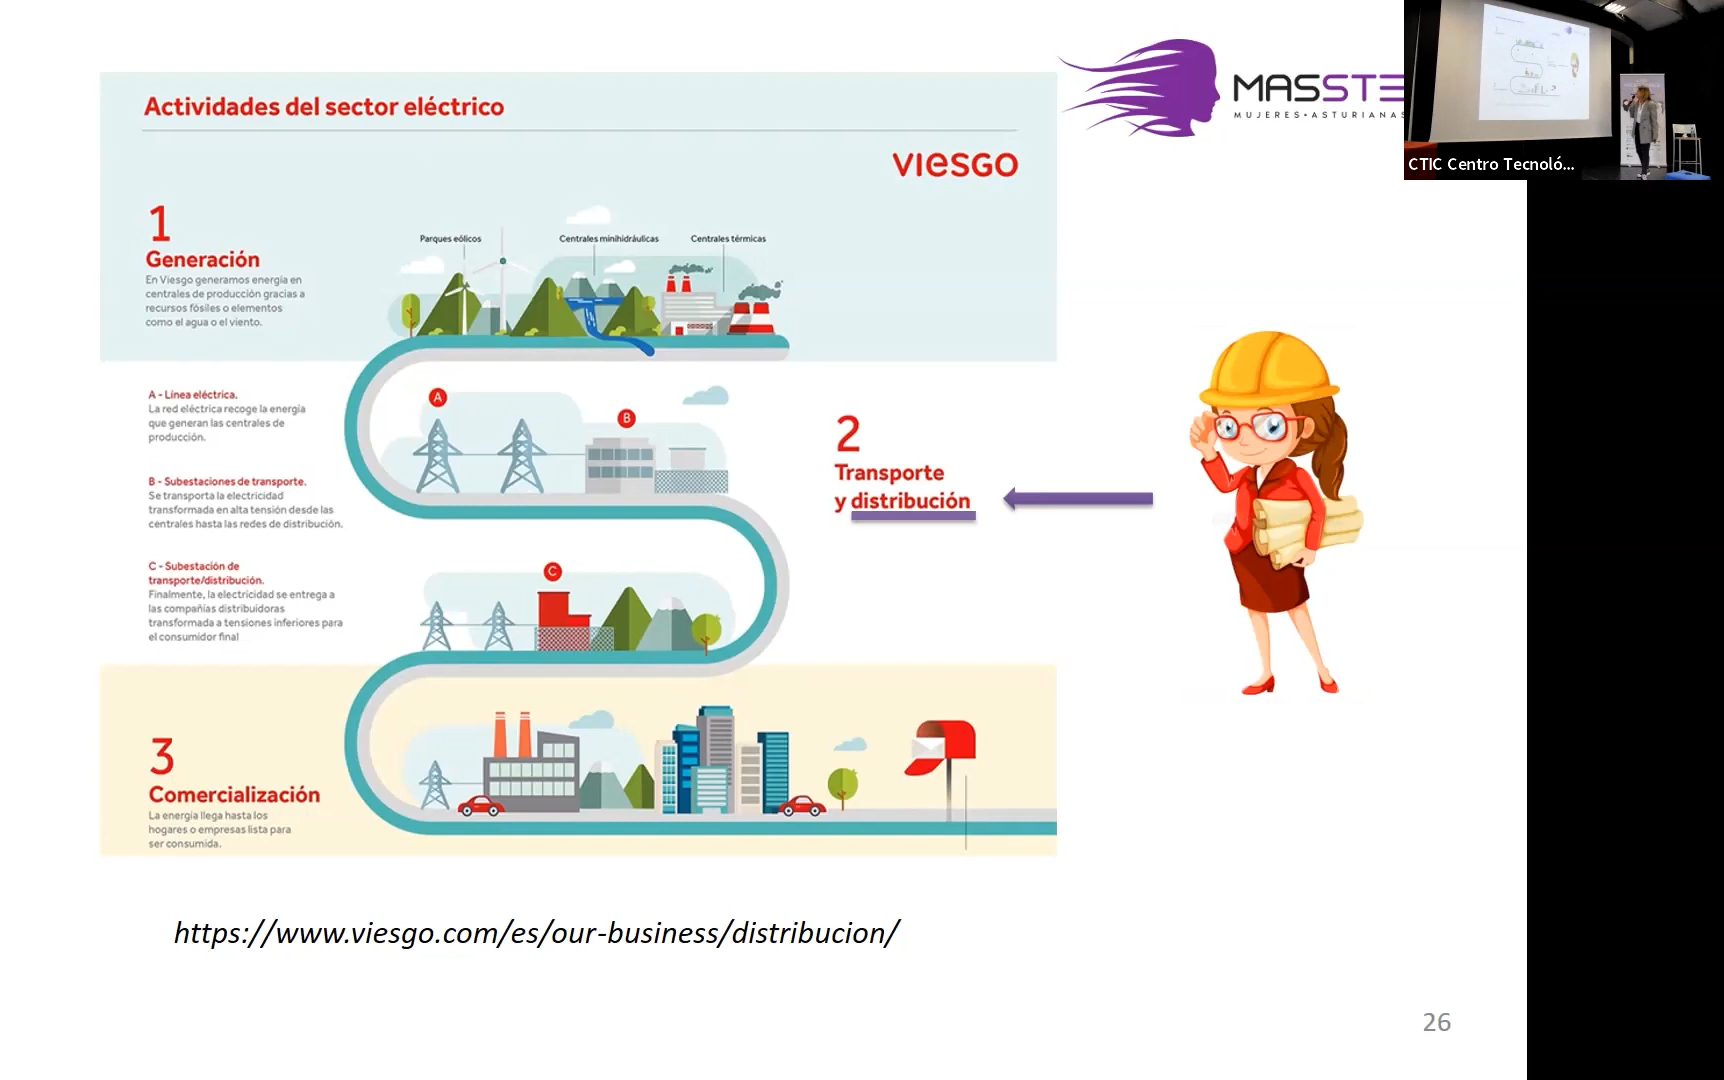 Actividades del sector eléctrico
viesgo
1
Generación
En Viesgo generamos energía en
centrales de producción gracias a
recursos fósiles o elementos
como el agua o el viento.
Parques eólicos
Centrales minihidráulicas
Centrales térmicas
A - Línea eléctrica.
La red eléctrica recoge la energía
que generan las centrales de
producción.
B - Subestaciones de transporte.
Se transporta la electricidad
transformada en alta tensión desde las
centrales hasta las redes de distribución.
C - Subestación de
transporte/distribución.
Finalmente, la electricidad se entrega a
las compañías distribuidoras
transformada a tensiones inferiores para
el consumidor final
A
B
C
2
Transporte
y distribución
3
Comercialización
La energía llega hasta los
hogares o empresas lista para
ser consumida.
https://www.viesgo.com/es/our-business/distribucion/
MASSTE
MUJERES•ASTURIANAS
CTIC Centro Tecnoló...
26